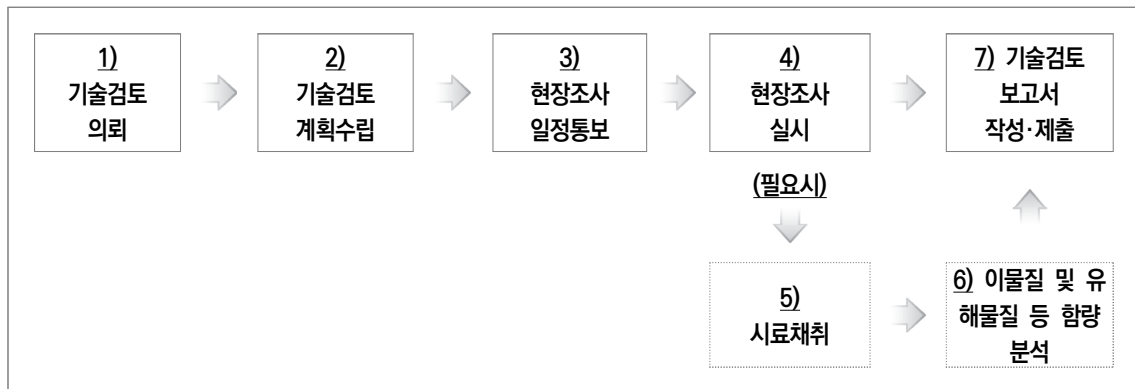 1)
기술검토
의뢰
2)
기술검토
계획수립
3)
현장조사
일정통보
4)
현장조사
실시
7) 기술검토
보고서
작성·제출
(필요시)
5)
시료채취
6) 이물질 및 유
해물질 등 함량
분석